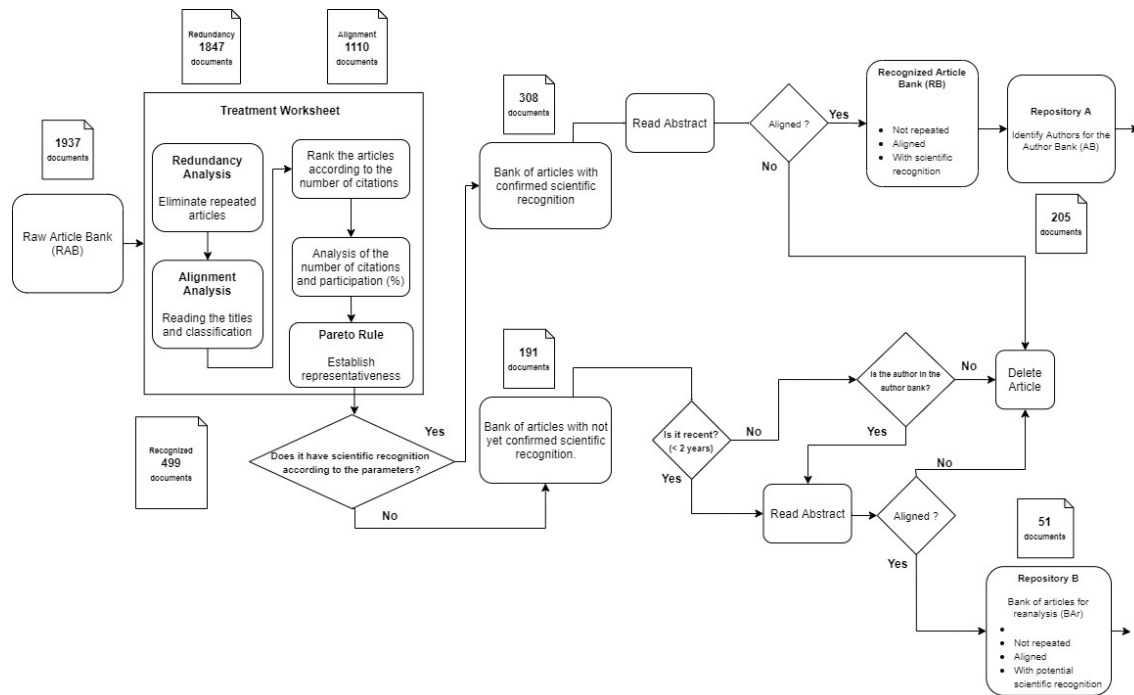 Redundancy
1847
documents
Alignment
1110
documents
1937
documents
Raw Article Bank
(RAB)
Treatment Worksheet
Redundancy
Analysis
Eliminate repeated
articles
Alignment
Analysis
Reading the titles
and classification
Rank the articles
according to the
number of citations
Analysis of the
number of citations
and participation (%)
Pareto Rule
Establish
representativeness
Recognized
499
documents
Does it have scientific recognition
according to the parameters?
Yes
No
308
documents
Bank of articles with
confirmed scientific
recognition
Read Abstract
Aligned ?
Yes
No
Recognized Article
Bank (RB)
• Not repeated
• Aligned
• With scientific
recognition
Repository A
Identify Authors for the
Author Bank (AB)
205
documents
191
documents
Bank of articles with not
yet confirmed scientific
recognition.
Is it recent?
(< 2 years)
No
Yes
Is the author in the
author bank?
No
Yes
Delete
Article
Read Abstract
Aligned ?
No
Yes
51
documents
Repository B
Bank of articles for
reanalysis (BAr)
•
• Not repeated
• Aligned
• With potential
scientific recognition